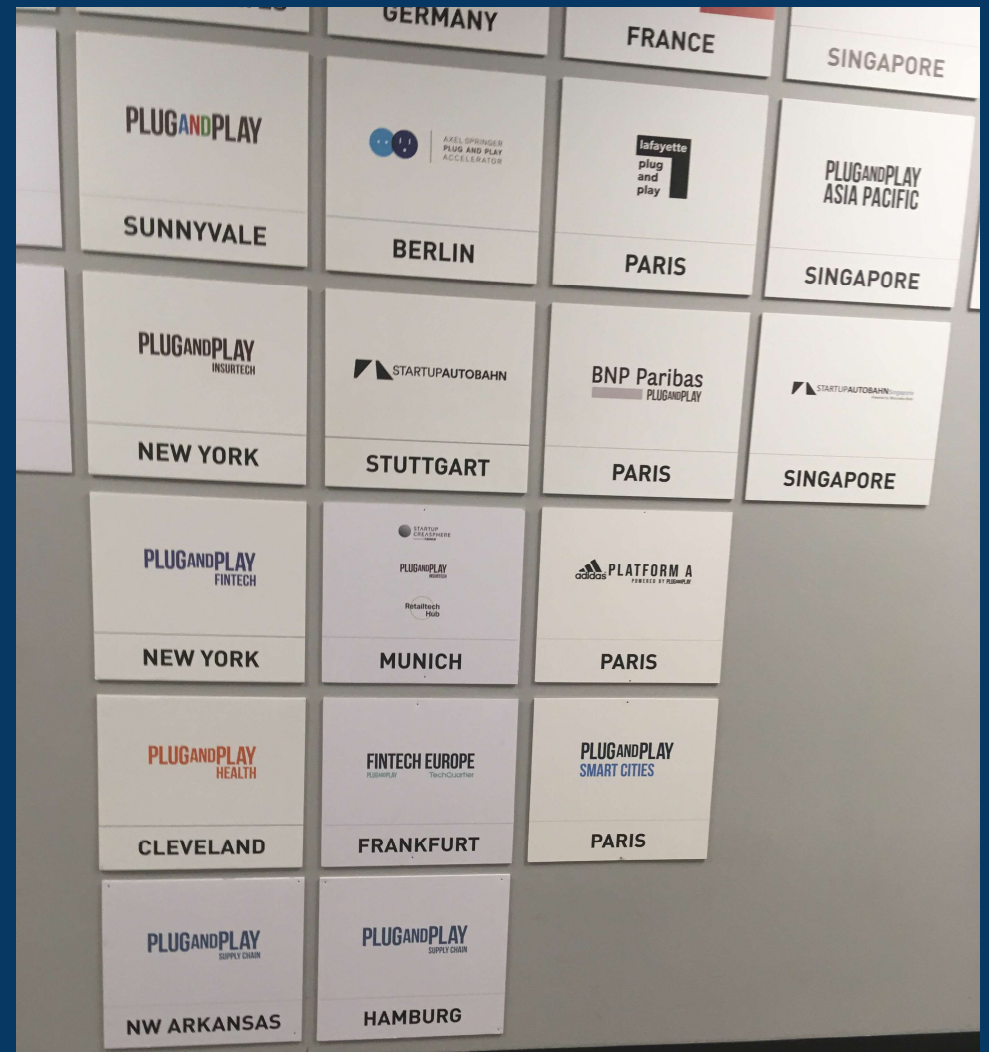 GERMANY
FRANCE
SINGAPORE
PLUGANDPLAY
SUNNYVALE
AXEL SPRINGER
PLUG AND PLAY
ACCELERATOR
BERLIN
lafayette
plug
and
play
PARIS
PLUGANDPLAY
ASIA PACIFIC
SINGAPORE
PLUGANDPLAY
INSURTECH
NEW YORK
STARTUPAUTOBAHN
STUTTGART
BNP Paribas
PLUGANDPLAY
PARIS
STARTUPAUTOBAHN
SINGAPORE
PLUGANDPLAY
FINTECH
NEW YORK
STARTUP
CREASPHERE
PLUGANDPLAY
INSURTECH
Retailtech
Hub
MUNICH
adidas PLATFORM A
POWERED BY PLUGANDPLAY
PARIS
PLUGANDPLAY
HEALTH
CLEVELAND
FINTECH EUROPE
PLUGANDPLAY TechQuartier
FRANKFURT
PLUGANDPLAY
SMART CITIES
PARIS
PLUGANDPLAY
SUPPLY CHAIN
NW ARKANSAS
PLUGANDPLAY
SUPPLY CHAIN
HAMBURG